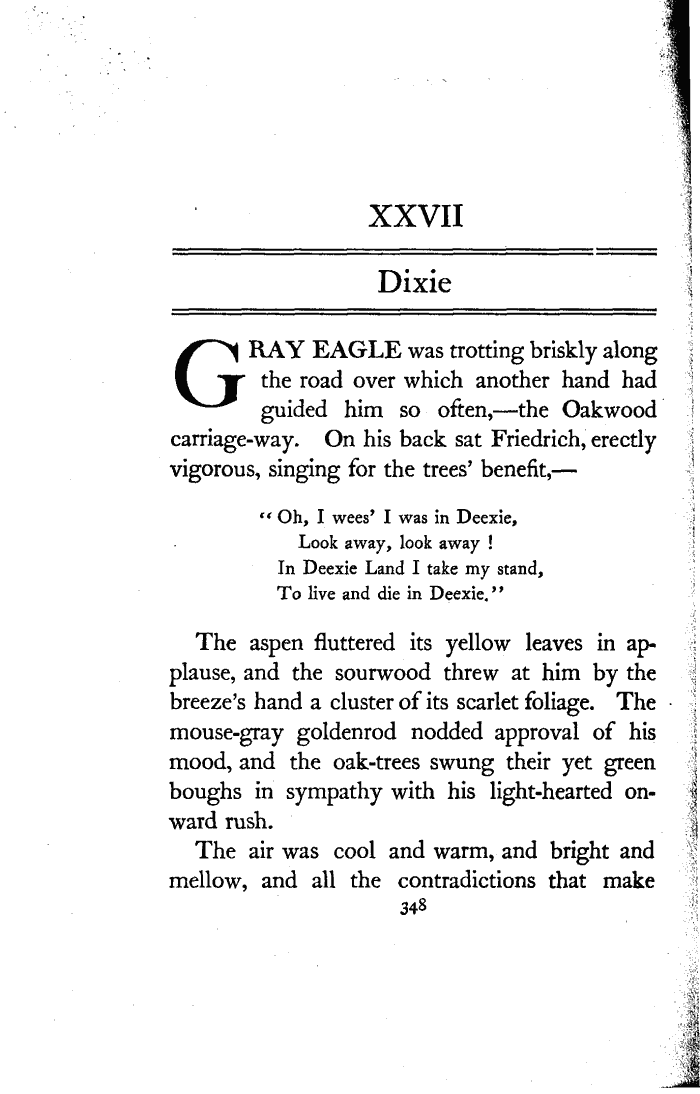 XXVII
Dixie
GRAY EAGLE was trotting briskly along
the road over which another hand had
guided him so often,—the Oakwood
carriage-way. On his back sat Friedrich, erectly
vigorous, singing for the trees' benefit,—
“ Oh, I wees' I was in Deexie,
Look away, look away !
In Deexie Land I take my stand,
To live and die in Deexie.”
The aspen fluttered its yellow leaves in ap-
plause, and the sourwood threw at him by the
breeze's hand a cluster of its scarlet foliage. The
mouse-gray goldenrod nodded approval of his
mood, and the oak-trees swung their yet green
boughs in sympathy with his light-hearted on-
ward rush.
The air was cool and warm, and bright and
mellow, and all the contradictions that make
348